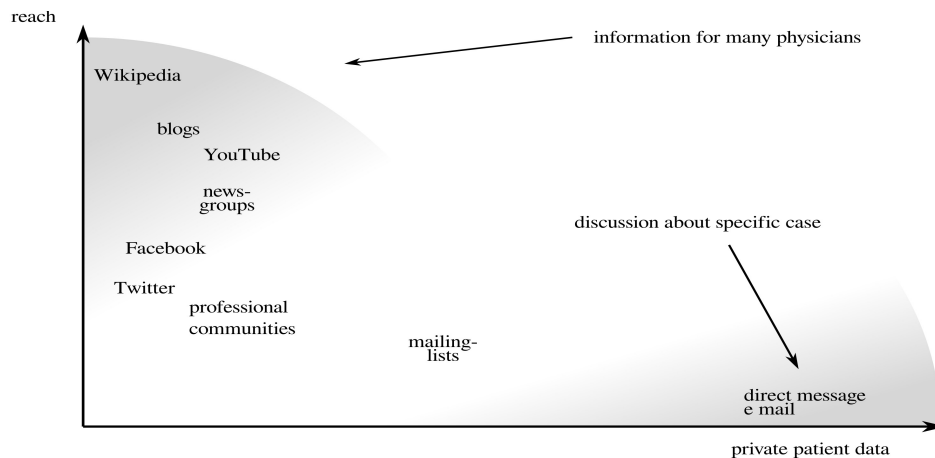 reach
information for many physicians
Wikipedia
blogs
YouTube
news-
groups
discussion about specific case
Facebook
Twitter
professional
communities
mailing-
lists
direct message
e mail
private patient data